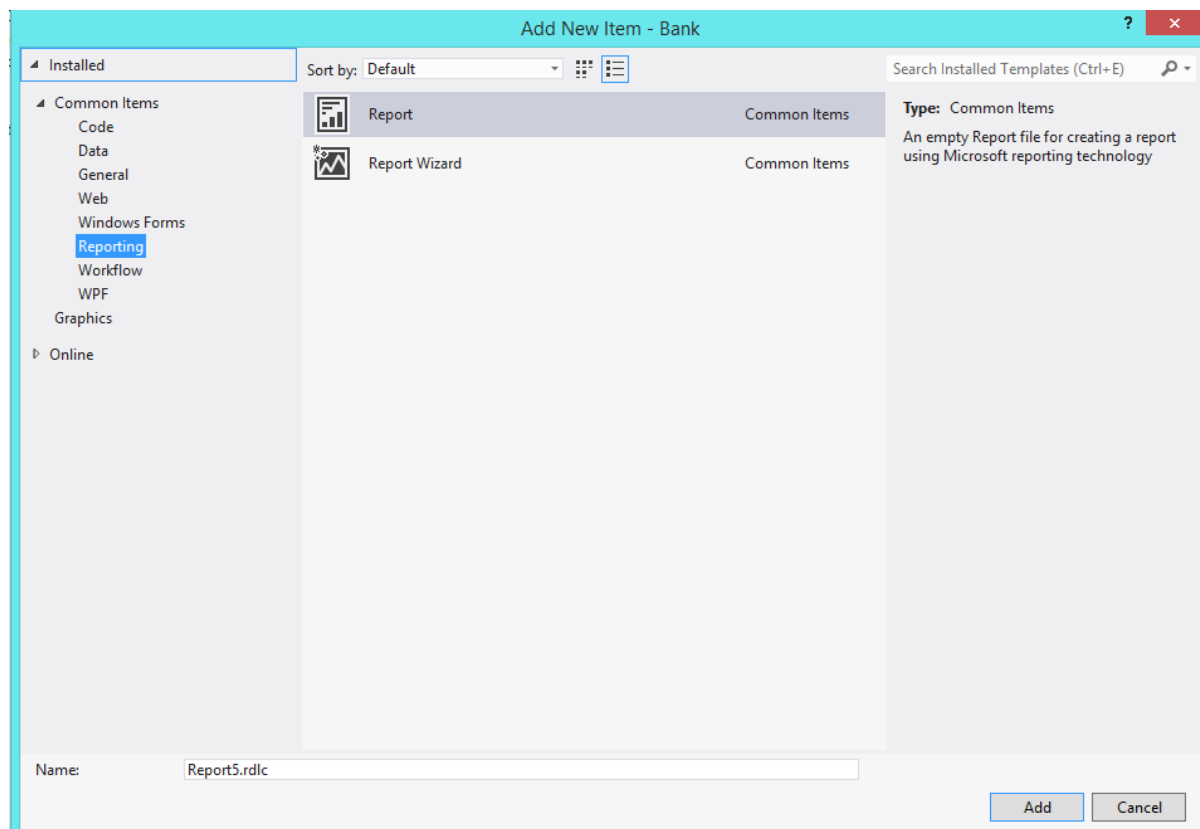 Add New Item - Bank
?
Installed
Sort by: Default
Search Installed Templates (Ctrl+E)
Common Items
Code
Data
General
Web
Windows Forms
Reporting
Workflow
WPF
Graphics
Online
Report Common Items
Report Wizard Common Items
Type: Common Items
An empty Report file for creating a report
using Microsoft reporting technology
Name: Report5.rdlc
Add Cancel